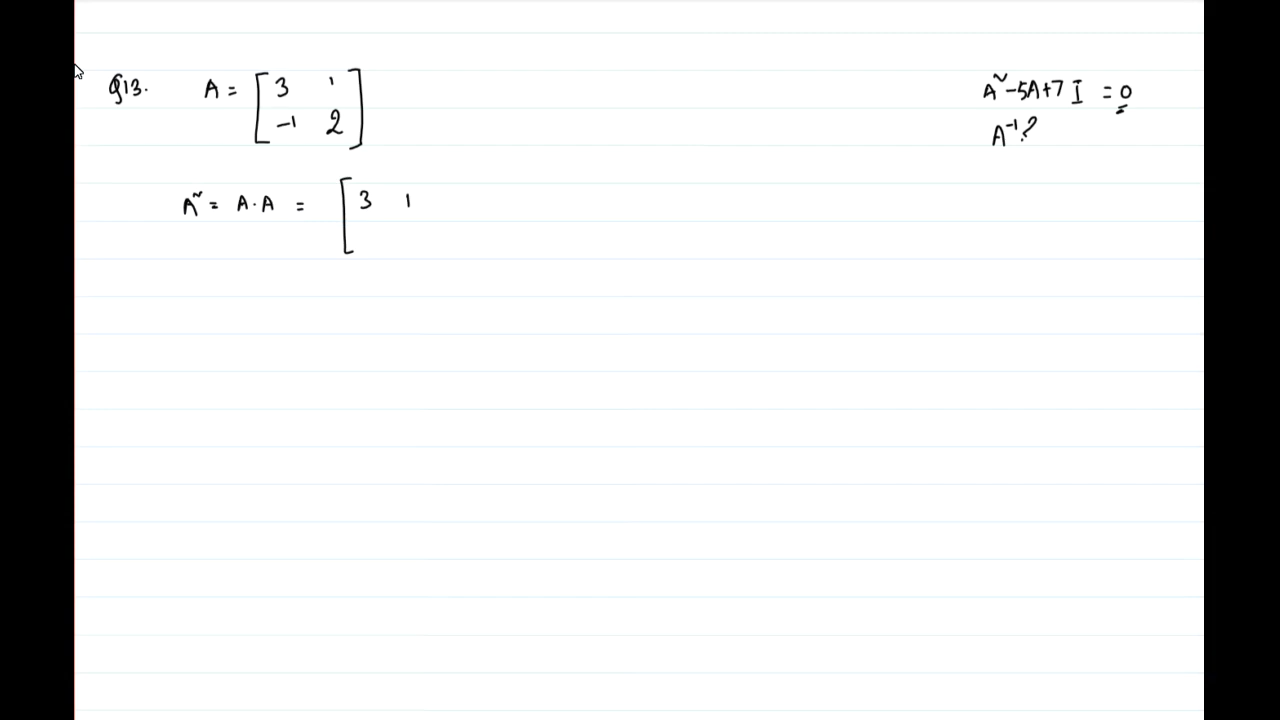 Q13. A = [ 3 1
-1 2 ]
A² - 5A + 7 I = 0
A⁻¹ ?
A² = A · A = [ 3 1